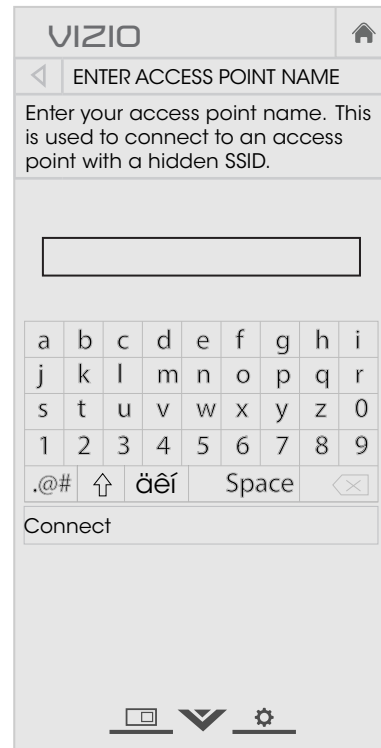 VIZIO
ENTER ACCESS POINT NAME
Enter your access point name. This
is used to connect to an access
point with a hidden SSID.
a b c d e f g h i
j k l m n o p q r
s t u v w x y z 0
1 2 3 4 5 6 7 8 9
.@# äêí Space
Connect